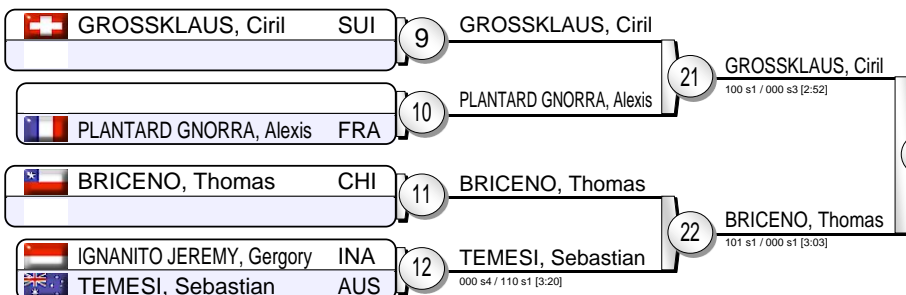 GROSSKLAUS, Ciril SUI
9
GROSSKLAUS, Ciril
PLANTARD GNORRA, Alexis FRA
10
PLANTARD GNORRA, Alexis
21
GROSSKLAUS, Ciril
100 s1 / 000 s3 [2:52]
BRICENO, Thomas CHI
11
BRICENO, Thomas
IGNANITO JEREMY, Gergory INA
TEMESI, Sebastian AUS
12
TEMESI, Sebastian
000 s4 / 110 s1 [3:20]
22
BRICENO, Thomas
101 s1 / 000 s1 [3:03]